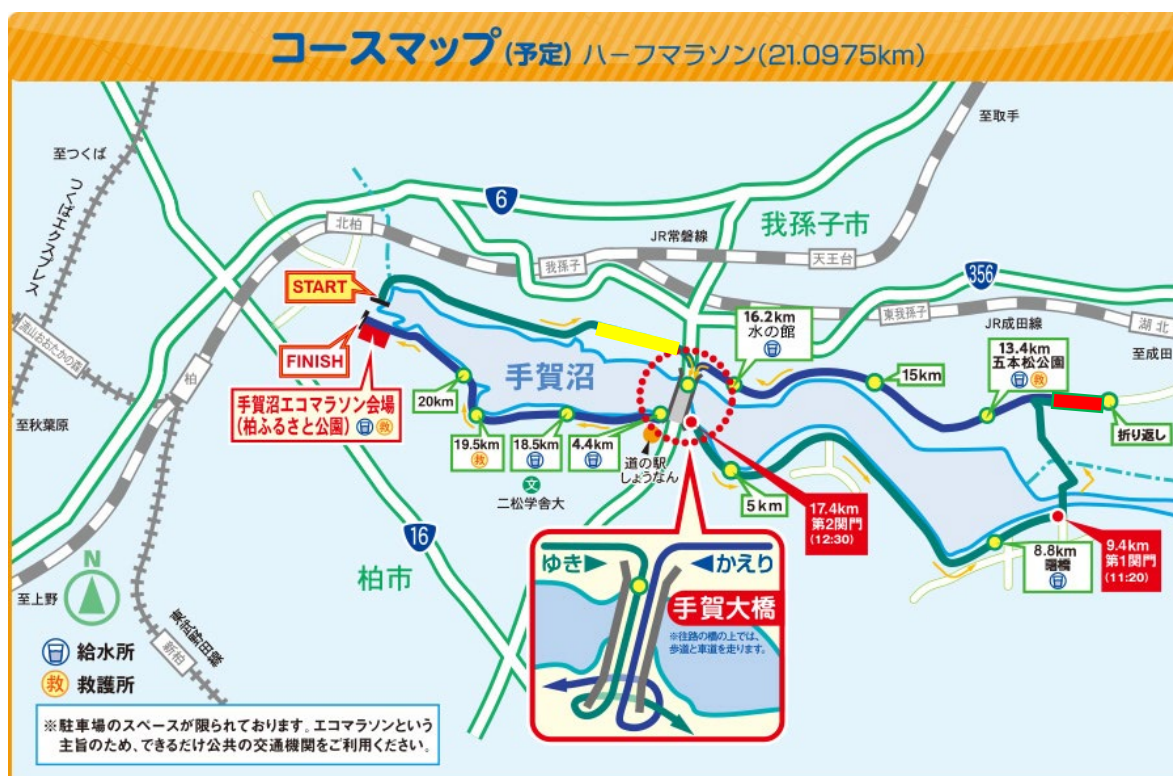 コースマップ(予定) ハーフマラソン(21.0975km)
至取手
至つくば
つくばエクスプレス
6
我孫子市
北柏
JR常磐線
天王台
我孫子
356
START
16.2km
水の館
東我孫子
湖北
JR成田線
至成田
流山おおたかの森
FINISH
手賀沼
13.4km
五本松公園
救
柏
15km
20km
手賀沼エコマラソン会場
(柏ふるさと公園)
救
至秋葉原
折り返し
19.5km
救
18.5km
4.4km
道の駅
しょうなん
文
二松学舎大
5km
17.4km
第2関門
(12:30)
8.8km
曙橋
9.4km
第1関門
(11:20)
16
柏市
ゆき
かえり
手賀大橋
※往路の橋の上では、
歩道と車道を走ります。
N
至上野
東武野田線
新柏
給水所
救 救護所
※駐車場のスペースが限られております。エコマラソンという
主旨のため、できるだけ公共の交通機関をご利用ください。